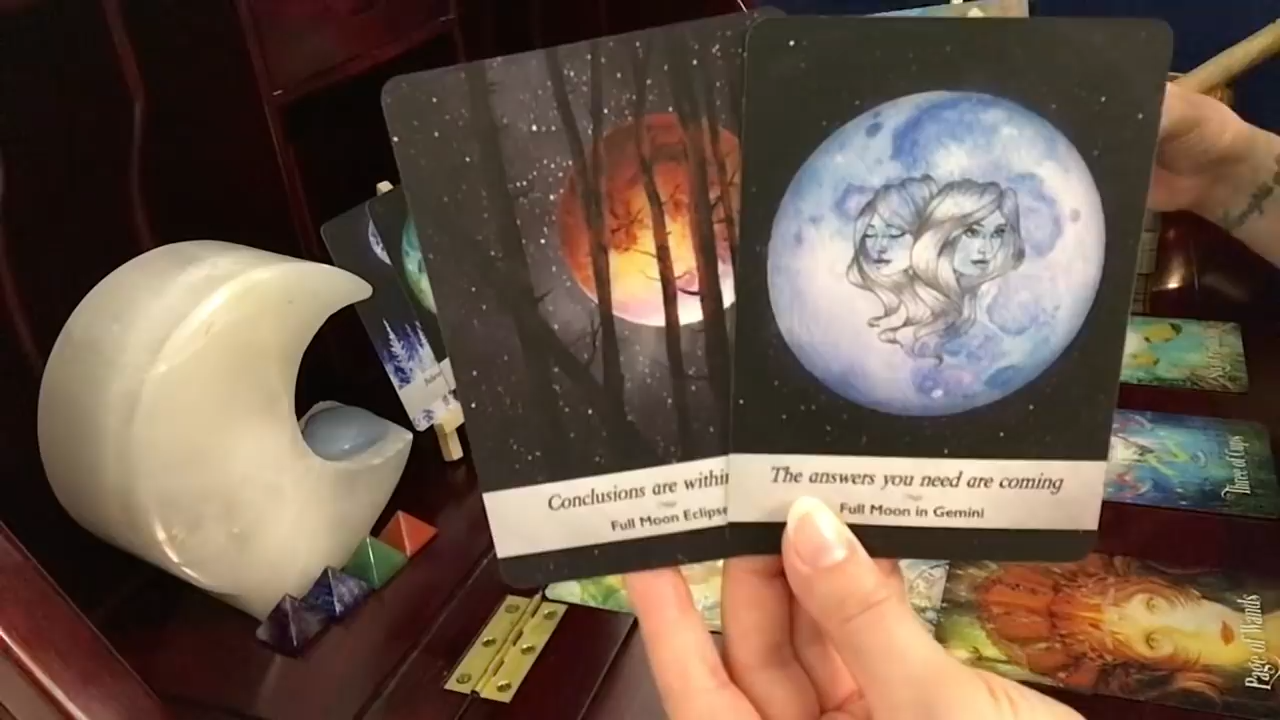 Conclusions are within
Full Moon Eclipse
The answers you need are coming
Full Moon in Gemini
Three of Cups
Page of Wands